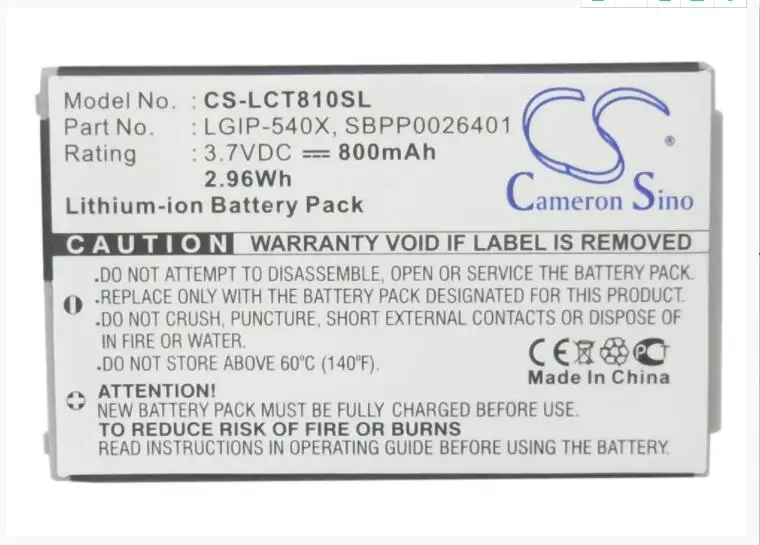 Model No. : CS-LCT810SL
Part No. : LGIP-540X, SBPP0026401
Rating : 3.7VDC 800mAh
2.96Wh
Lithium-ion Battery Pack
CS
Cameron Sino
CAUTION WARRANTY VOID IF LABEL IS REMOVED
.DO NOT ATTEMPT TO DISASSEMBLE, OPEN OR SERVICE THE BATTERY PACK.
.REPLACE ONLY WITH THE BATTERY PACK DESIGNATED FOR THIS PRODUCT.
.DO NOT CRUSH, PUNCTURE, SHORT EXTERNAL CONTACTS OR DISPOSE OF
IN FIRE OR WATER.
.DO NOT STORE ABOVE 60°C (140°F).
CE PCT
Made In China
ATTENTION!
NEW BATTERY PACK MUST BE FULLY CHARGED BEFORE USE.
TO REDUCE RISK OF FIRE OR BURNS
READ INSTRUCTIONS IN OPERATING GUIDE BEFORE USING THE BATTERY.